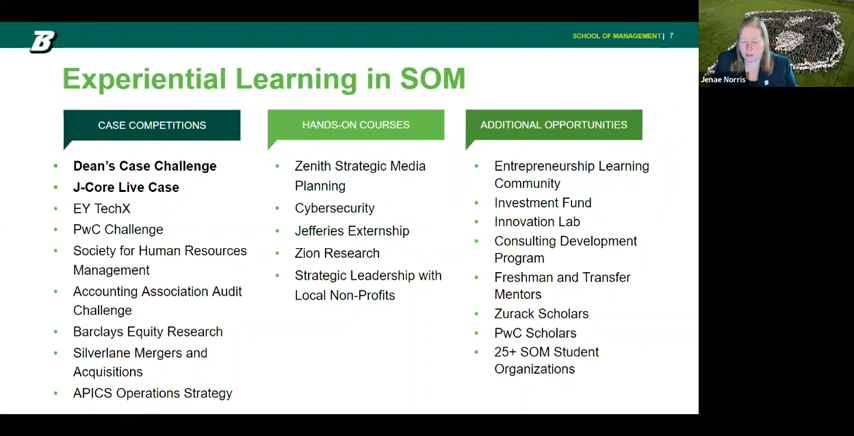 B
SCHOOL OF MANAGEMENT | 7
Jenae Norris
Experiential Learning in SOM
CASE COMPETITIONS
• Dean's Case Challenge
• J-Core Live Case
• EY TechX
• PwC Challenge
• Society for Human Resources
Management
• Accounting Association Audit
Challenge
• Barclays Equity Research
• Silverlane Mergers and
Acquisitions
• APICS Operations Strategy
HANDS-ON COURSES
• Zenith Strategic Media
Planning
• Cybersecurity
• Jefferies Externship
• Zion Research
• Strategic Leadership with
Local Non-Profits
ADDITIONAL OPPORTUNITIES
• Entrepreneurship Learning
Community
• Investment Fund
• Innovation Lab
• Consulting Development
Program
• Freshman and Transfer
Mentors
• Zurack Scholars
• PwC Scholars
• 25+ SOM Student
Organizations